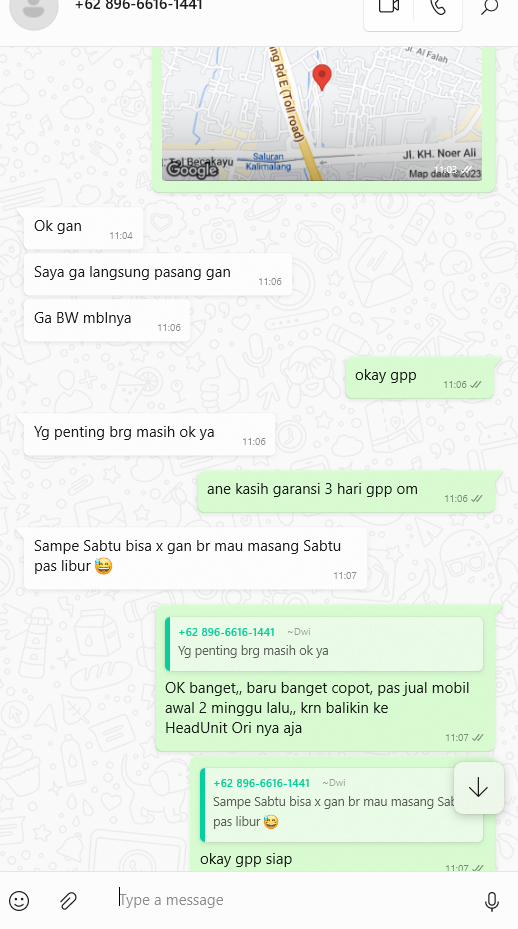 +62 896-6616-1441
Jl. Al Falah
ng Rd E (Toll road)
Tol Becakayu
Saluran
Kalimalang
Jl. KH. Noer Ali
Google
Map data ©2023
11:03
Ok gan
11:04
Saya ga langsung pasang gan
11:06
Ga BW mblnya
11:06
okay gpp
11:06
Yg penting brg masih ok ya
11:06
ane kasih garansi 3 hari gpp om
11:06
Sampe Sabtu bisa x gan br mau masang Sabtu
pas libur 😅
11:07
+62 896-6616-1441 ~Dwi
Yg penting brg masih ok ya
OK banget,, baru banget copot, pas jual mobil
awal 2 minggu lalu,, krn balikin ke
HeadUnit Ori nya aja
11:07
+62 896-6616-1441 ~Dwi
Sampe Sabtu bisa x gan br mau masang Sab
pas libur 😅
okay gpp siap
11:07
Type a message